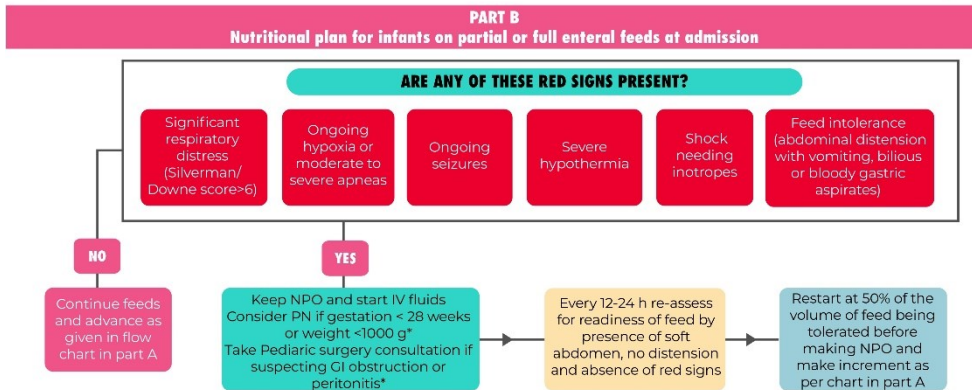 PART B
Nutritional plan for infants on partial or full enteral feeds at admission
ARE ANY OF THESE RED SIGNS PRESENT?
Significant
respiratory
distress
(Silverman/
Downe score>6)
Ongoing
hypoxia or
moderate to
severe apneas
Ongoing
seizures
Severe
hypothermia
Shock
needing
inotropes
Feed intolerance
(abdominal distension
with vomiting, bilious
or bloody gastric
aspirates)
NO
YES
Continue feeds
and advance as
given in flow
chart in part A
Keep NPO and start IV fluids
Consider PN if gestation < 28 weeks
or weight <1000 g*
Take Pediatric surgery consultation if
suspecting GI obstruction or
peritonitis*
Every 12-24 h re-assess
for readiness of feed by
presence of soft
abdomen, no distension
and absence of red signs
Restart at 50% of the
volume of feed being
tolerated before
making NPO and
make increment as
per chart in part A